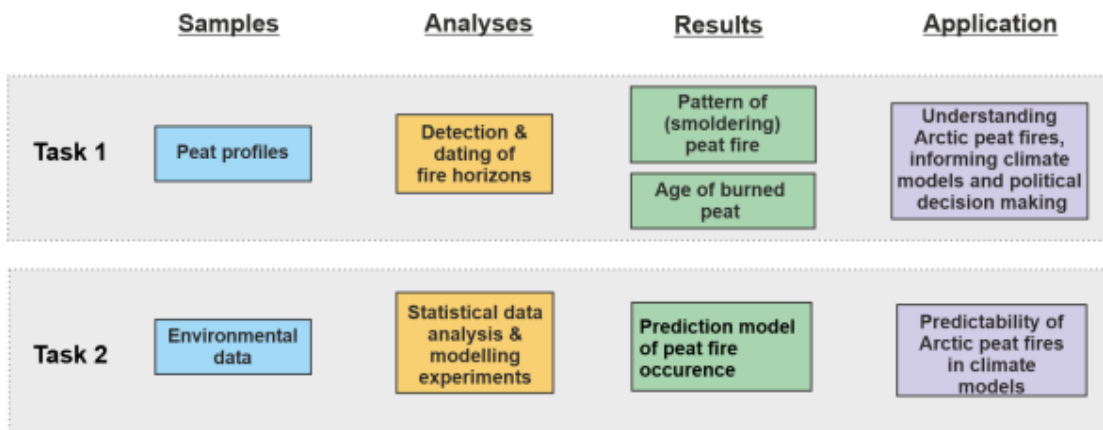 Samples
Analyses
Results
Application
Task 1
Peat profiles
Detection &
dating of
fire horizons
Pattern of
(smoldering)
peat fire
Age of burned
peat
Understanding
Arctic peat fires,
informing climate
models and political
decision making
Task 2
Environmental
data
Statistical data
analysis &
modelling
experiments
Prediction model
of peat fire
occurence
Predictability of
Arctic peat fires
in climate
models